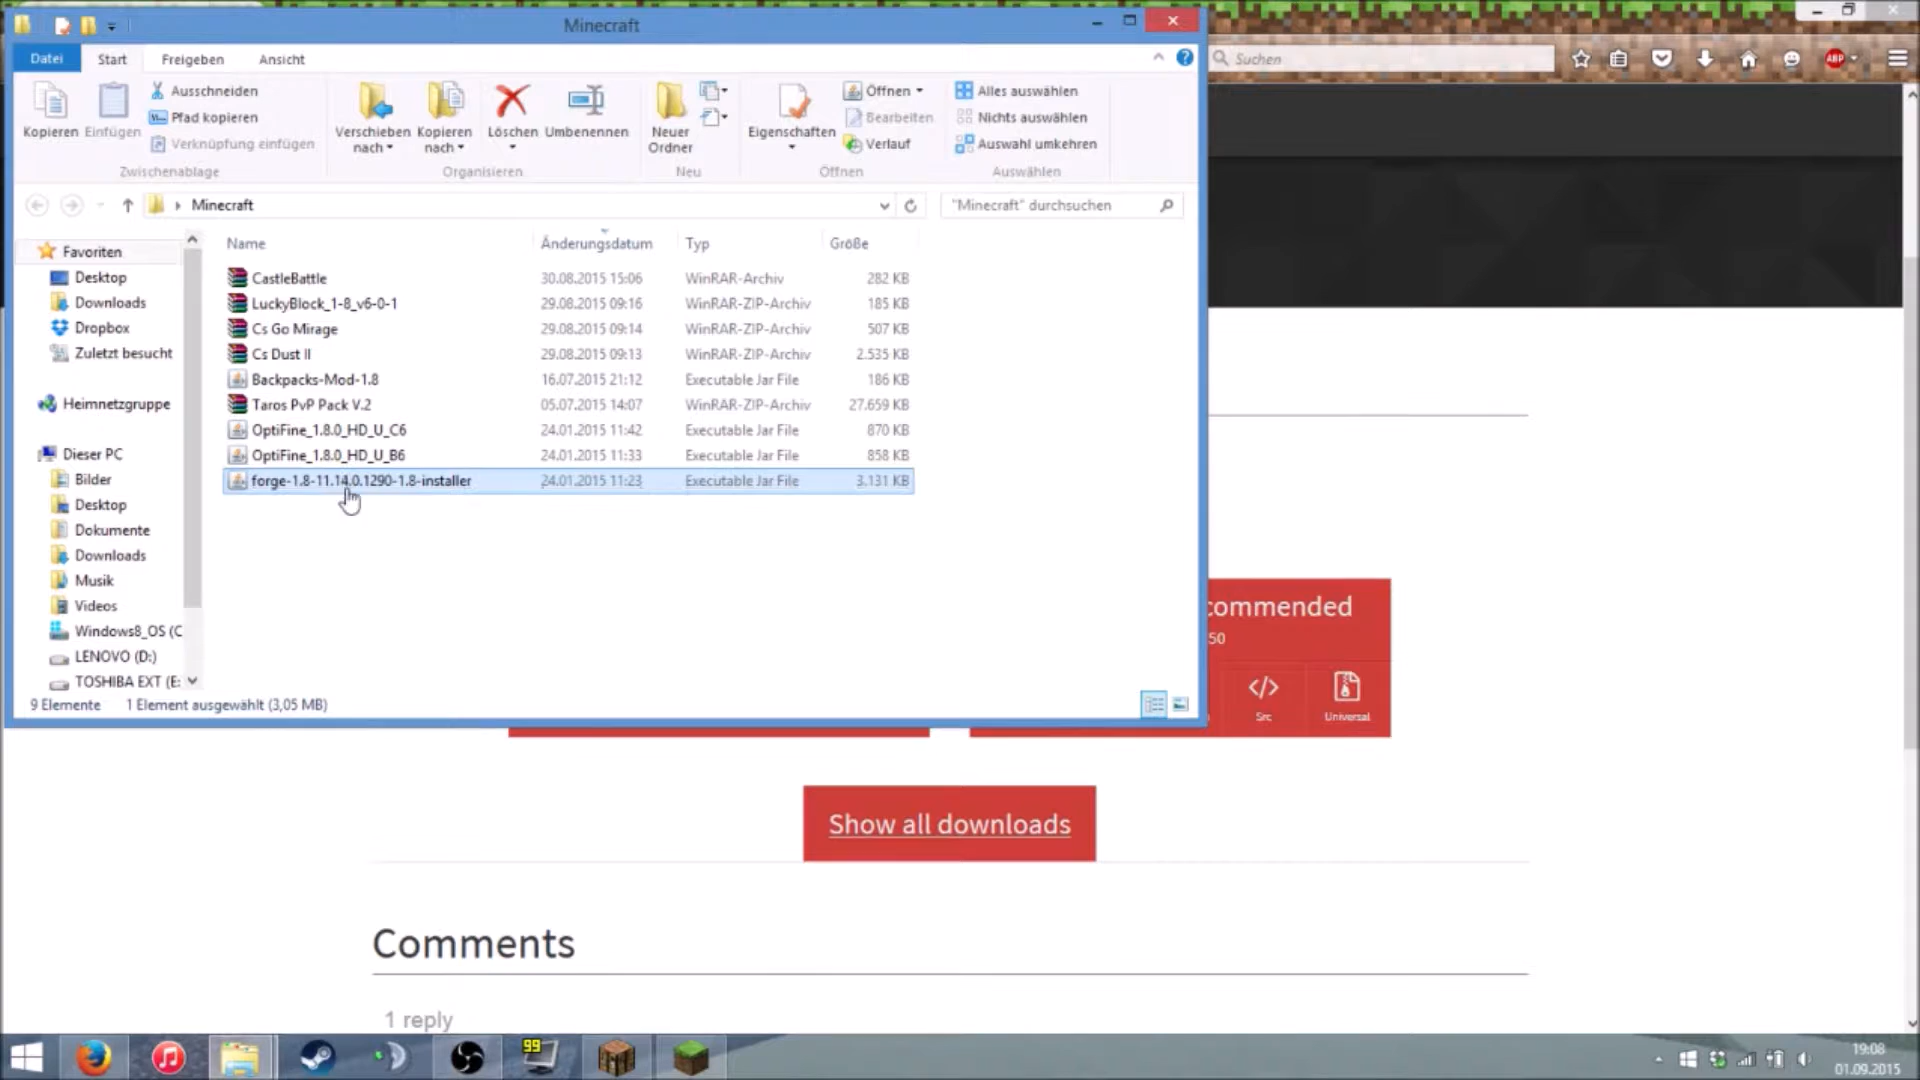 Minecraft
Datei Start Freigeben Ansicht
Suchen
ABP
Kopieren
Einfügen
Ausschneiden
Pfad kopieren
Verknüpfung einfügen
Zwischenablage
Verschieben nach
Kopieren nach
Löschen
Umbenennen
Organisieren
Neuer Ordner
Neu
Eigenschaften
Öffnen
Bearbeiten
Verlauf
Öffnen
Alles auswählen
Nichts auswählen
Auswahl umkehren
Auswählen
Minecraft
"Minecraft" durchsuchen
Favoriten
Desktop
Downloads
Dropbox
Zuletzt besucht
Heimnetzgruppe
Dieser PC
Bilder
Desktop
Dokumente
Downloads
Musik
Videos
Windows8_OS (C
LENOVO (D:)
TOSHIBA EXT (E:
Name Änderungsdatum Typ Größe
CastleBattle 30.08.2015 15:06 WinRAR-Archiv 282 KB
LuckyBlock_1-8_v6-0-1 29.08.2015 09:16 WinRAR-ZIP-Archiv 185 KB
Cs Go Mirage 29.08.2015 09:14 WinRAR-ZIP-Archiv 507 KB
Cs Dust II 29.08.2015 09:13 WinRAR-ZIP-Archiv 2.535 KB
Backpacks-Mod-1.8 16.07.2015 21:12 Executable Jar File 186 KB
Taros PvP Pack V.2 05.07.2015 14:07 WinRAR-ZIP-Archiv 27.659 KB
OptiFine_1.8.0_HD_U_C6 24.01.2015 11:42 Executable Jar File 870 KB
OptiFine_1.8.0_HD_U_B6 24.01.2015 11:33 Executable Jar File 858 KB
forge-1.8-11.14.0.1290-1.8-installer 24.01.2015 11:23 Executable Jar File 3.131 KB
9 Elemente 1 Element ausgewählt (3,05 MB)
commended
50
Src
Universal
Show all downloads
Comments
1 reply
99
19:08
01.09.2015